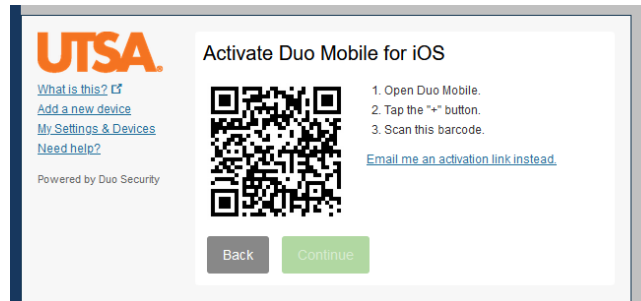 UTSA.
What is this?
Add a new device
My Settings & Devices
Need help?
Powered by Duo Security
Activate Duo Mobile for iOS
1. Open Duo Mobile.
2. Tap the "+" button.
3. Scan this barcode.
Email me an activation link instead.
Back
Continue